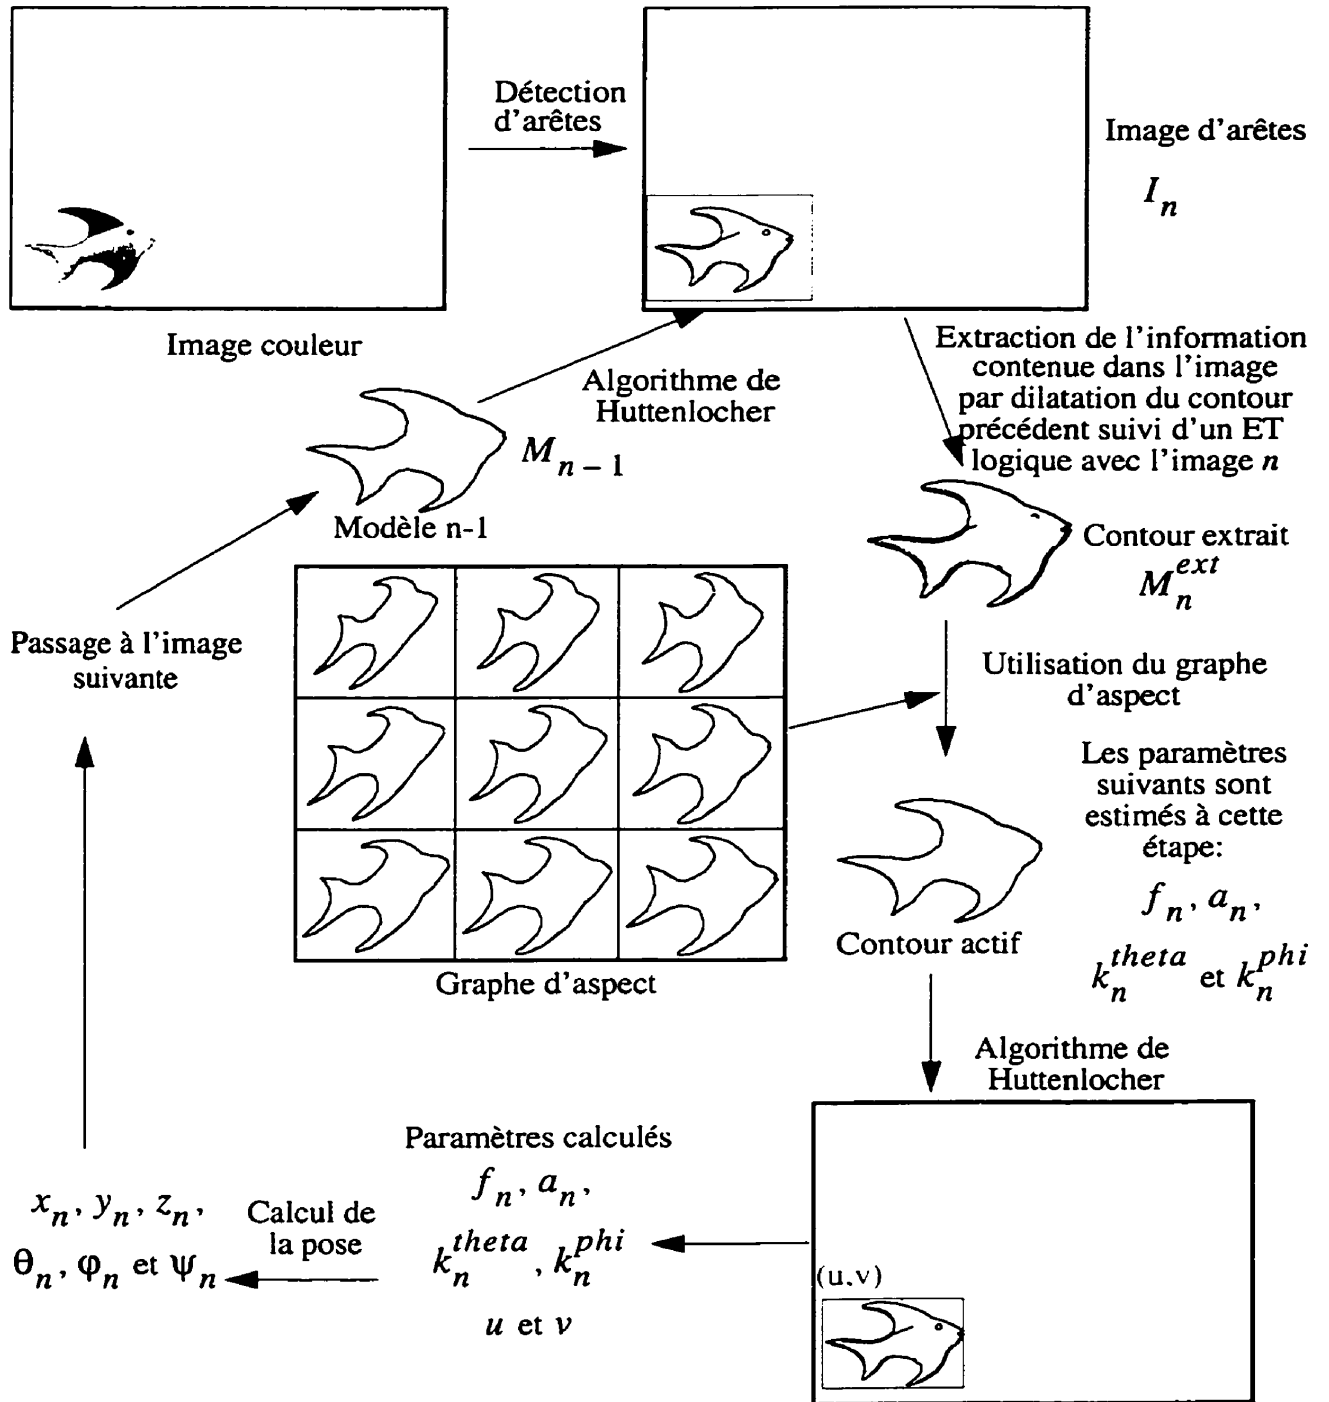 Détection
d'arêtes
Image d'arêtes
I_n
Image couleur
Algorithme de
Huttenlocher
M_{n-1}
Modèle n-1
Extraction de l'information
contenue dans l'image
par dilatation du contour
précédent suivi d'un ET
logique avec l'image n
Contour extrait
M_n^{ext}
Passage à l'image
suivante
Utilisation du graphe
d'aspect
Les paramètres
suivants sont
estimés à cette
étape:
f_n, a_n,
k_n^{theta} et k_n^{phi}
Contour actif
Graphe d'aspect
Algorithme de
Huttenlocher
Paramètres calculés
f_n, a_n,
k_n^{theta}, k_n^{phi}
u et v
Calcul de
la pose
x_n, y_n, z_n,
θ_n, φ_n et ψ_n
(u.v)